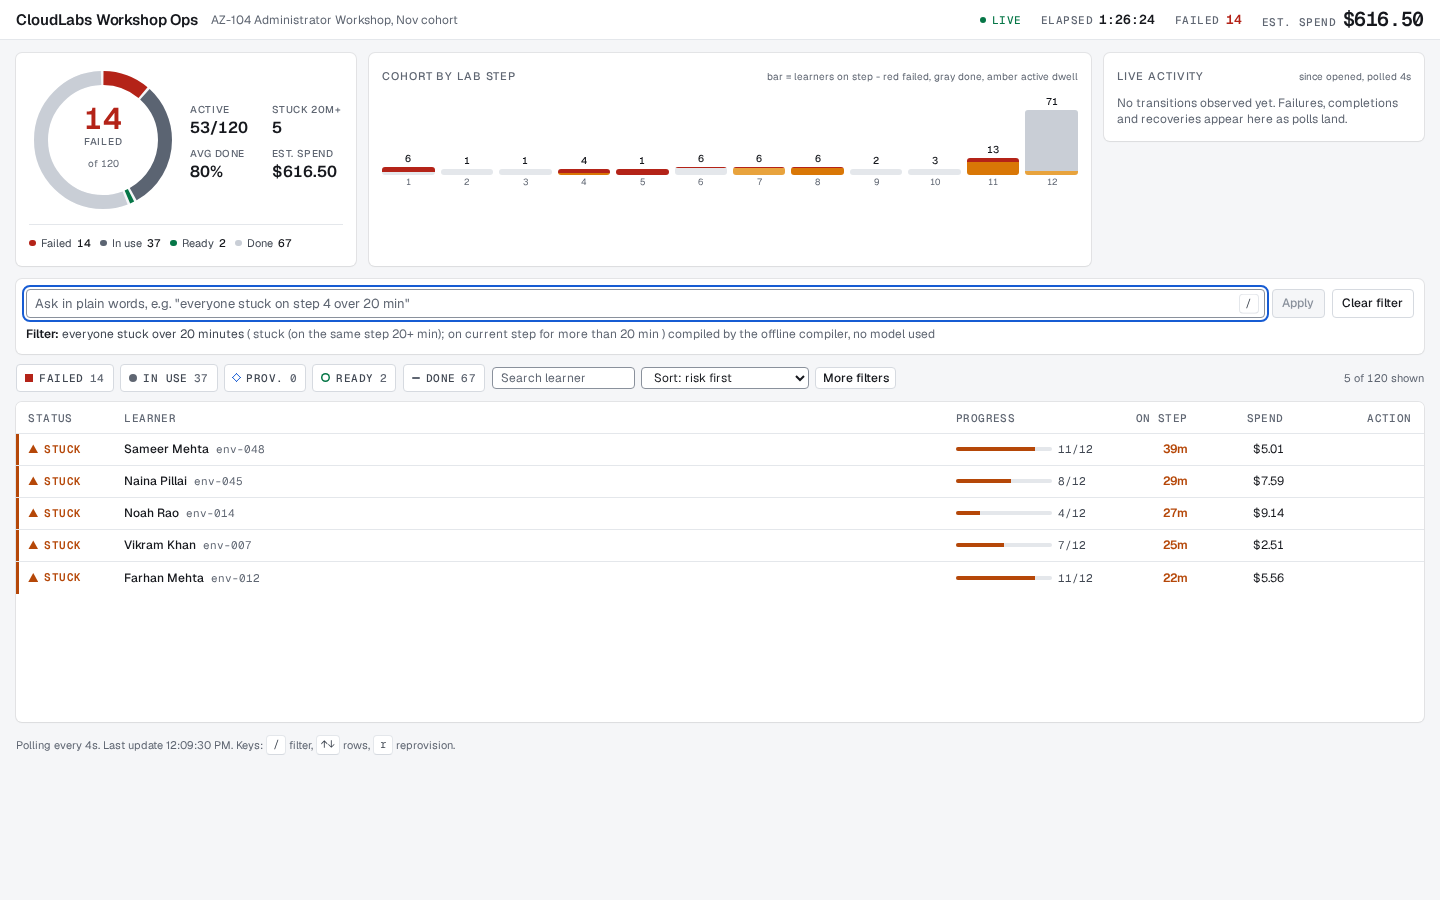 CloudLabs Workshop Ops AZ-104 Administrator Workshop, Nov cohort
LIVE ELAPSED 1:26:24 FAILED 14 EST. SPEND $616.50
14
FAILED
of 120
ACTIVE
53/120
STUCK 20M+
5
AVG DONE
80%
EST. SPEND
$616.50
Failed 14 In use 37 Ready 2 Done 67
COHORT BY LAB STEP bar = learners on step - red failed, gray done, amber active dwell
6 1 1 4 1 6 6 6 2 3 13 71
1 2 3 4 5 6 7 8 9 10 11 12
LIVE ACTIVITY since opened, polled 4s
No transitions observed yet. Failures, completions
and recoveries appear here as polls land.
Ask in plain words, e.g. "everyone stuck on step 4 over 20 min" / Apply Clear filter
Filter: everyone stuck over 20 minutes ( stuck (on the same step 20+ min); on current step for more than 20 min ) compiled by the offline compiler, no model used
FAILED 14 IN USE 37 PROV. 0 READY 2 DONE 67 Search learner Sort: risk first More filters 5 of 120 shown
STATUS LEARNER PROGRESS ON STEP SPEND ACTION
STUCK Sameer Mehta env-048 11/12 39m $5.01
STUCK Naina Pillai env-045 8/12 29m $7.59
STUCK Noah Rao env-014 4/12 27m $9.14
STUCK Vikram Khan env-007 7/12 25m $2.51
STUCK Farhan Mehta env-012 11/12 22m $5.56
Polling every 4s. Last update 12:09:30 PM. Keys: / filter, ↑↓ rows, r reprovision.